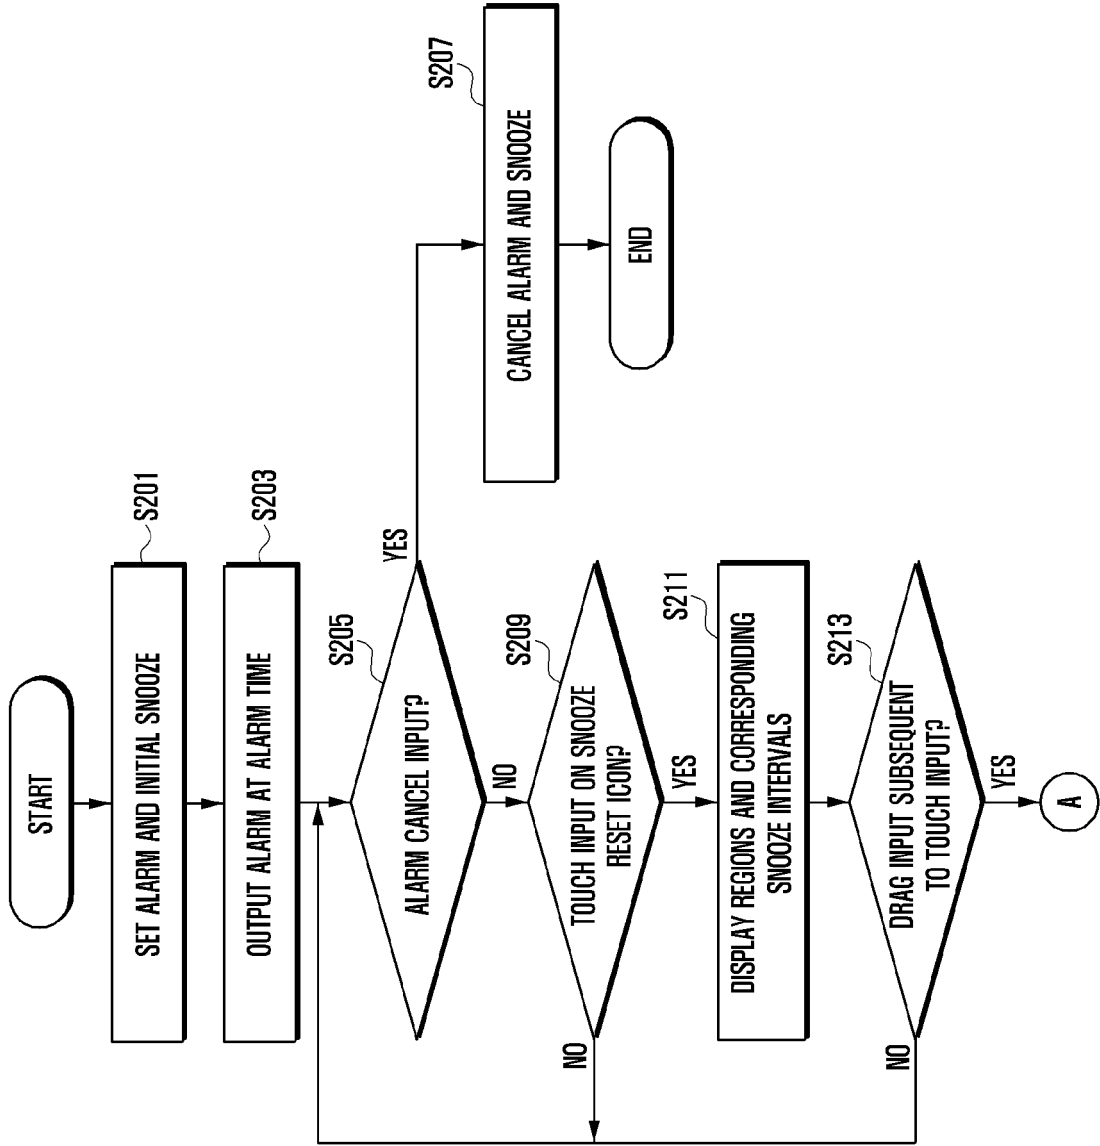 START
SET ALARM AND INITIAL SNOOZE
S201
OUTPUT ALARM AT ALARM TIME
S203
ALARM CANCEL INPUT?
S205
YES
NO
CANCEL ALARM AND SNOOZE
S207
END
TOUCH INPUT ON SNOOZE
RESET ICON?
S209
NO
YES
DISPLAY REGIONS AND CORRESPONDING
SNOOZE INTERVALS
S211
DRAG INPUT SUBSEQUENT
TO TOUCH INPUT?
S213
NO
YES
A